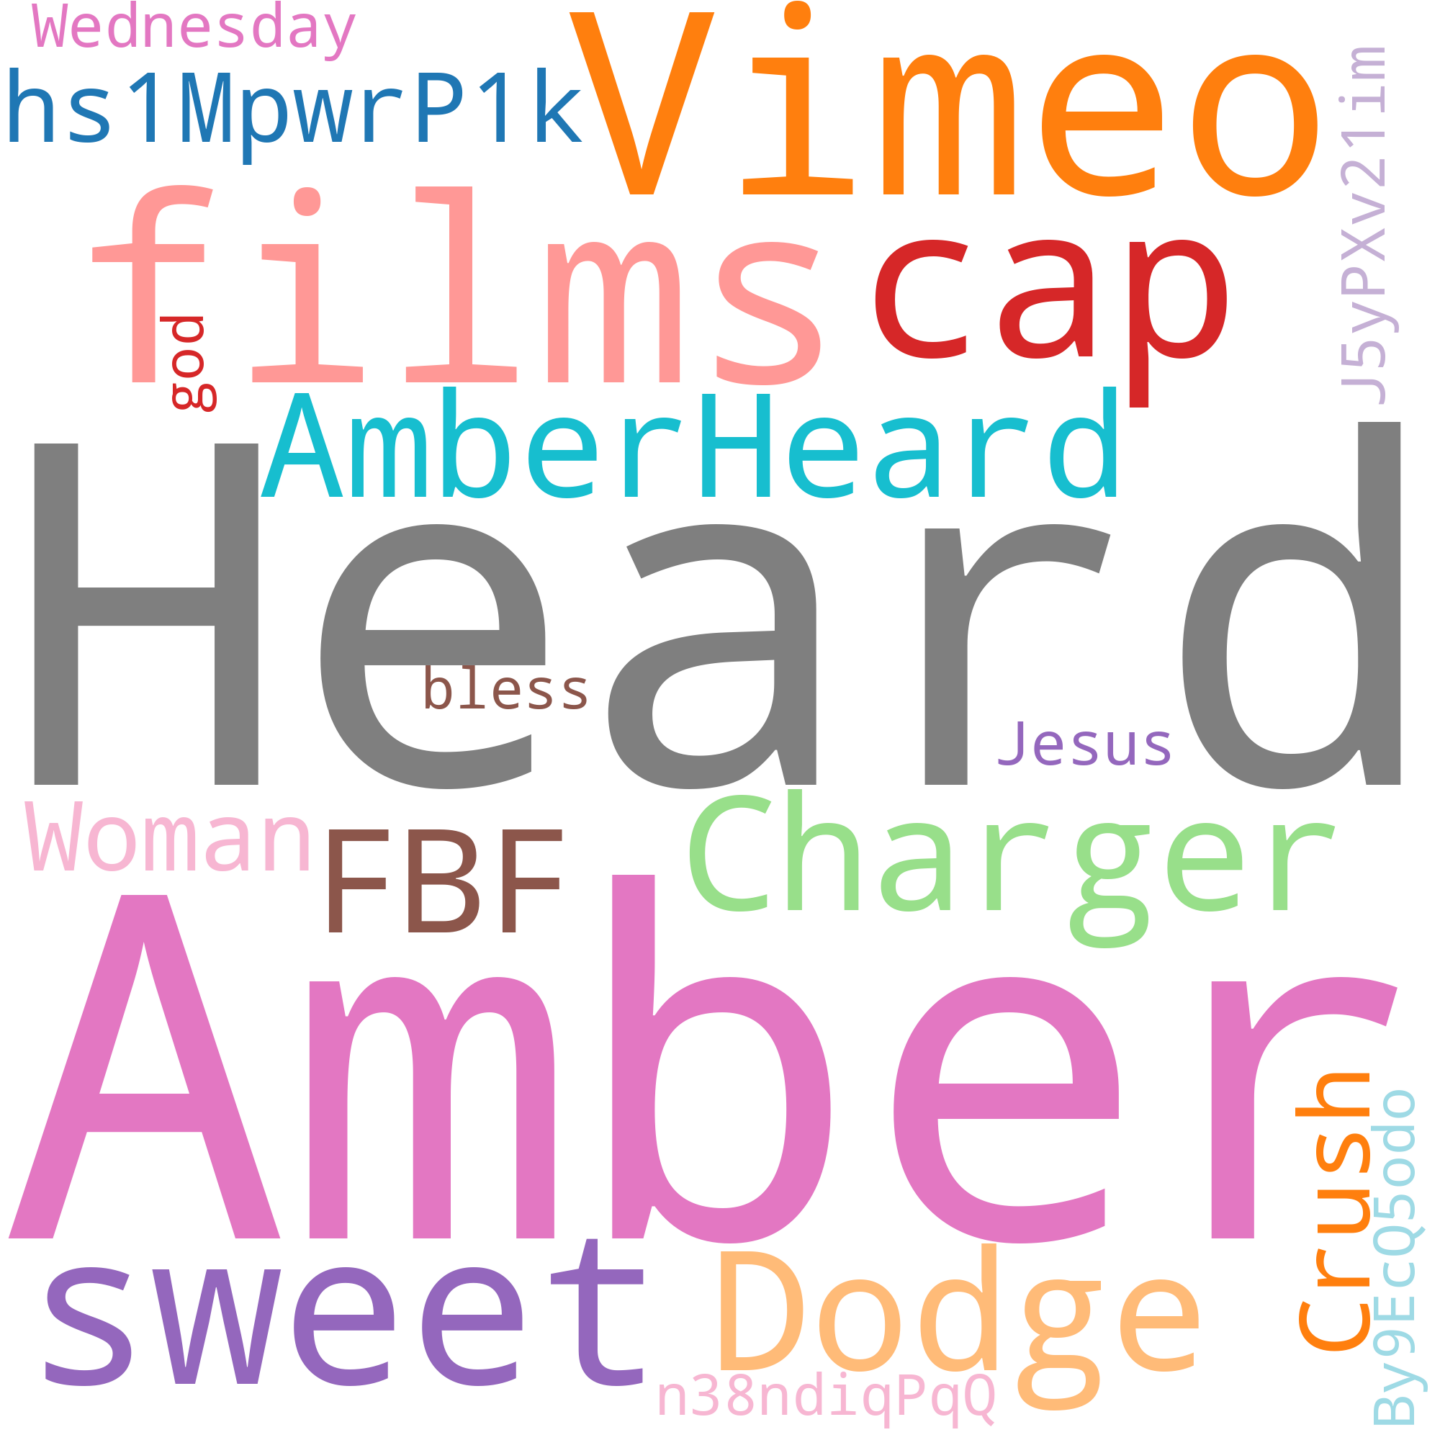 Wednesday
Vimeo
hs1MpwrP1k
J5yPXv21im
films
cap
god
AmberHeard
Heard
bless
Jesus
Woman
FBF
Charger
Amber
Crush
By9EcQ5odo
sweet
Dodge
n38ndiqPqQ